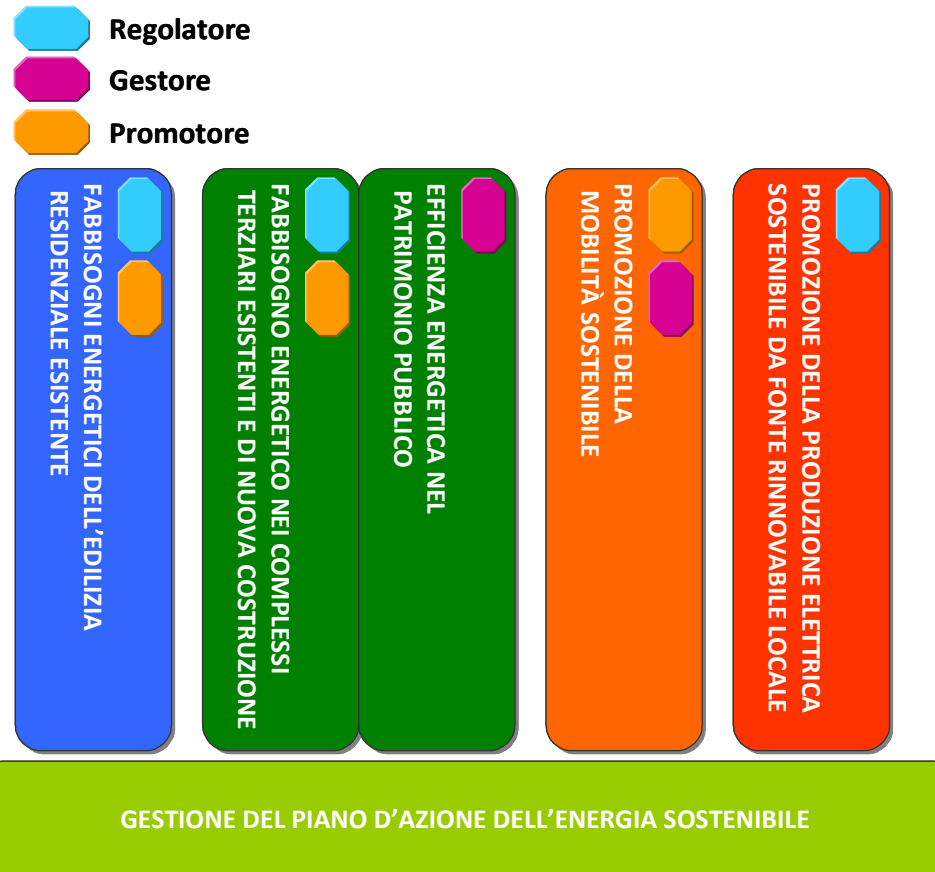 Regolatore
Gestore
Promotore
FABBISOGNI ENERGETICI DELL'EDILIZIA
RESIDENZIALE ESISTENTE
FABBISOGNO ENERGETICO NEI COMPLESSI
TERZIARI ESISTENTI E DI NUOVA COSTRUZIONE
EFFICIENZA ENERGETICA NEL
PATRIMONIO PUBBLICO
PROMOZIONE DELLA
MOBILITÀ SOSTENIBILE
PROMOZIONE DELLA PRODUZIONE ELETTRICA
SOSTENIBILE DA FONTE RINNOVABILE LOCALE
GESTIONE DEL PIANO D'AZIONE DELL'ENERGIA SOSTENIBILE